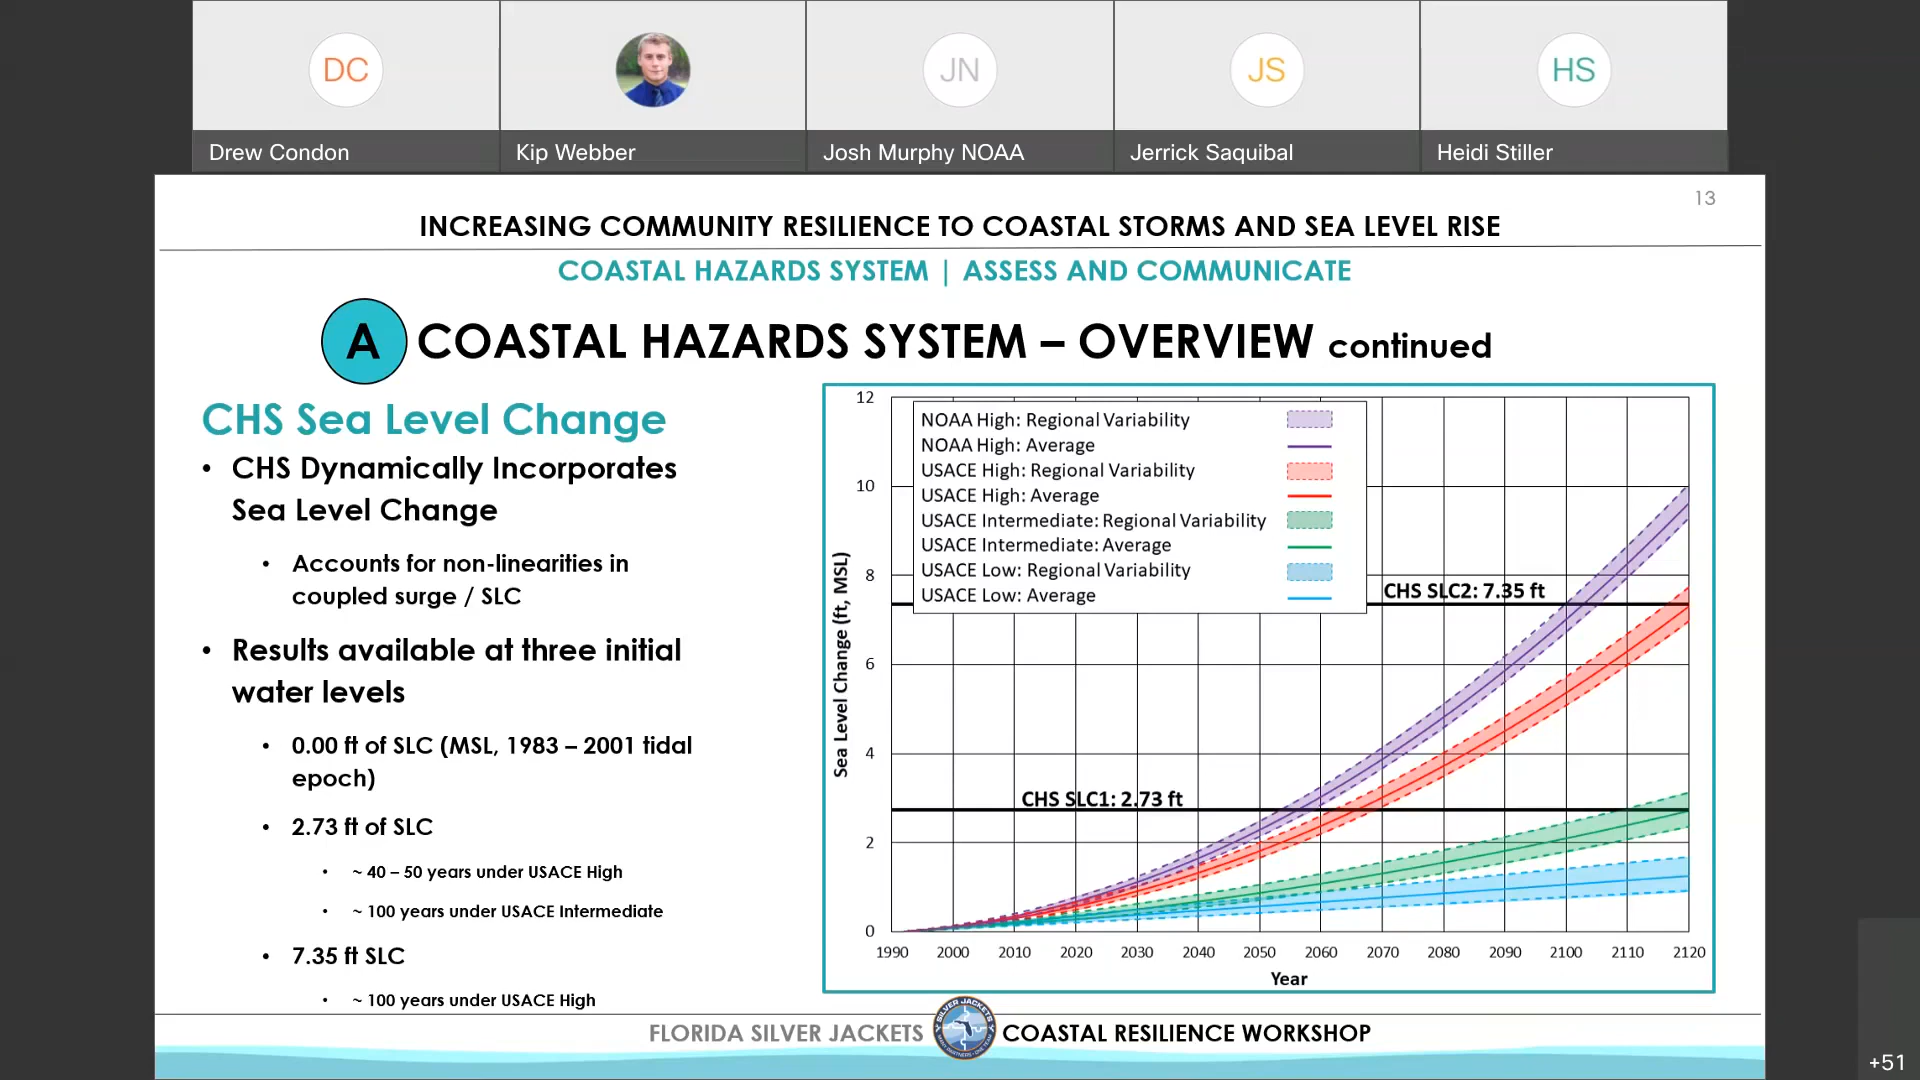 DC
JN
JS
HS
Drew Condon
Kip Webber
Josh Murphy NOAA
Jerrick Saquibal
Heidi Stiller
13
INCREASING COMMUNITY RESILIENCE TO COASTAL STORMS AND SEA LEVEL RISE
COASTAL HAZARDS SYSTEM | ASSESS AND COMMUNICATE
A COASTAL HAZARDS SYSTEM – OVERVIEW continued
CHS Sea Level Change
• CHS Dynamically Incorporates
Sea Level Change
• Accounts for non-linearities in
coupled surge / SLC
• Results available at three initial
water levels
• 0.00 ft of SLC (MSL, 1983 – 2001 tidal
epoch)
• 2.73 ft of SLC
• ~ 40 – 50 years under USACE High
• ~ 100 years under USACE Intermediate
• 7.35 ft SLC
• ~ 100 years under USACE High
Sea Level Change (ft, MSL)
12
10
8
6
4
2
0
NOAA High: Regional Variability
NOAA High: Average
USACE High: Regional Variability
USACE High: Average
USACE Intermediate: Regional Variability
USACE Intermediate: Average
USACE Low: Regional Variability
USACE Low: Average
CHS SLC2: 7.35 ft
CHS SLC1: 2.73 ft
1990 2000 2010 2020 2030 2040 2050 2060 2070 2080 2090 2100 2110 2120
Year
FLORIDA SILVER JACKETS
SILVER JACKETS
COASTAL RESILIENCE WORKSHOP
+51